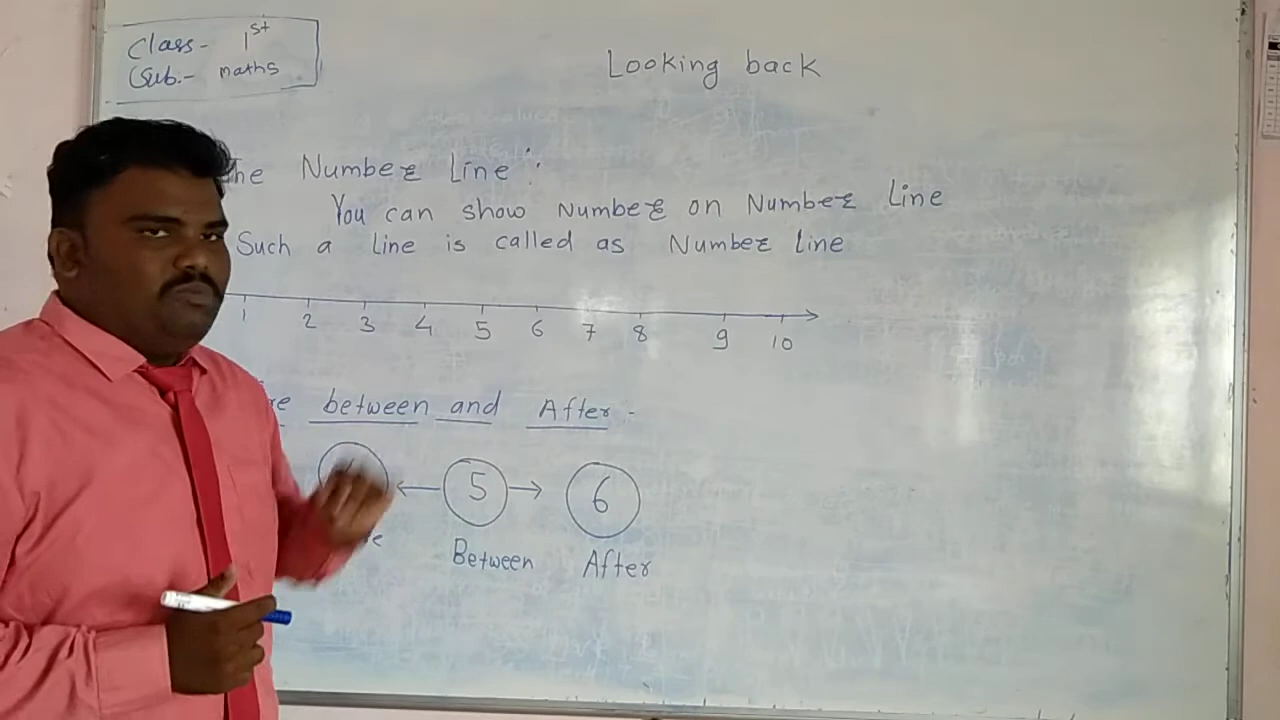 Class- 1st
Sub.- maths
Looking back
The Number Line :
You can show Number on Number Line
Such a Line is called as Number line
1 2 3 4 5 6 7 8 9 10
between and After -
5 6
Between After